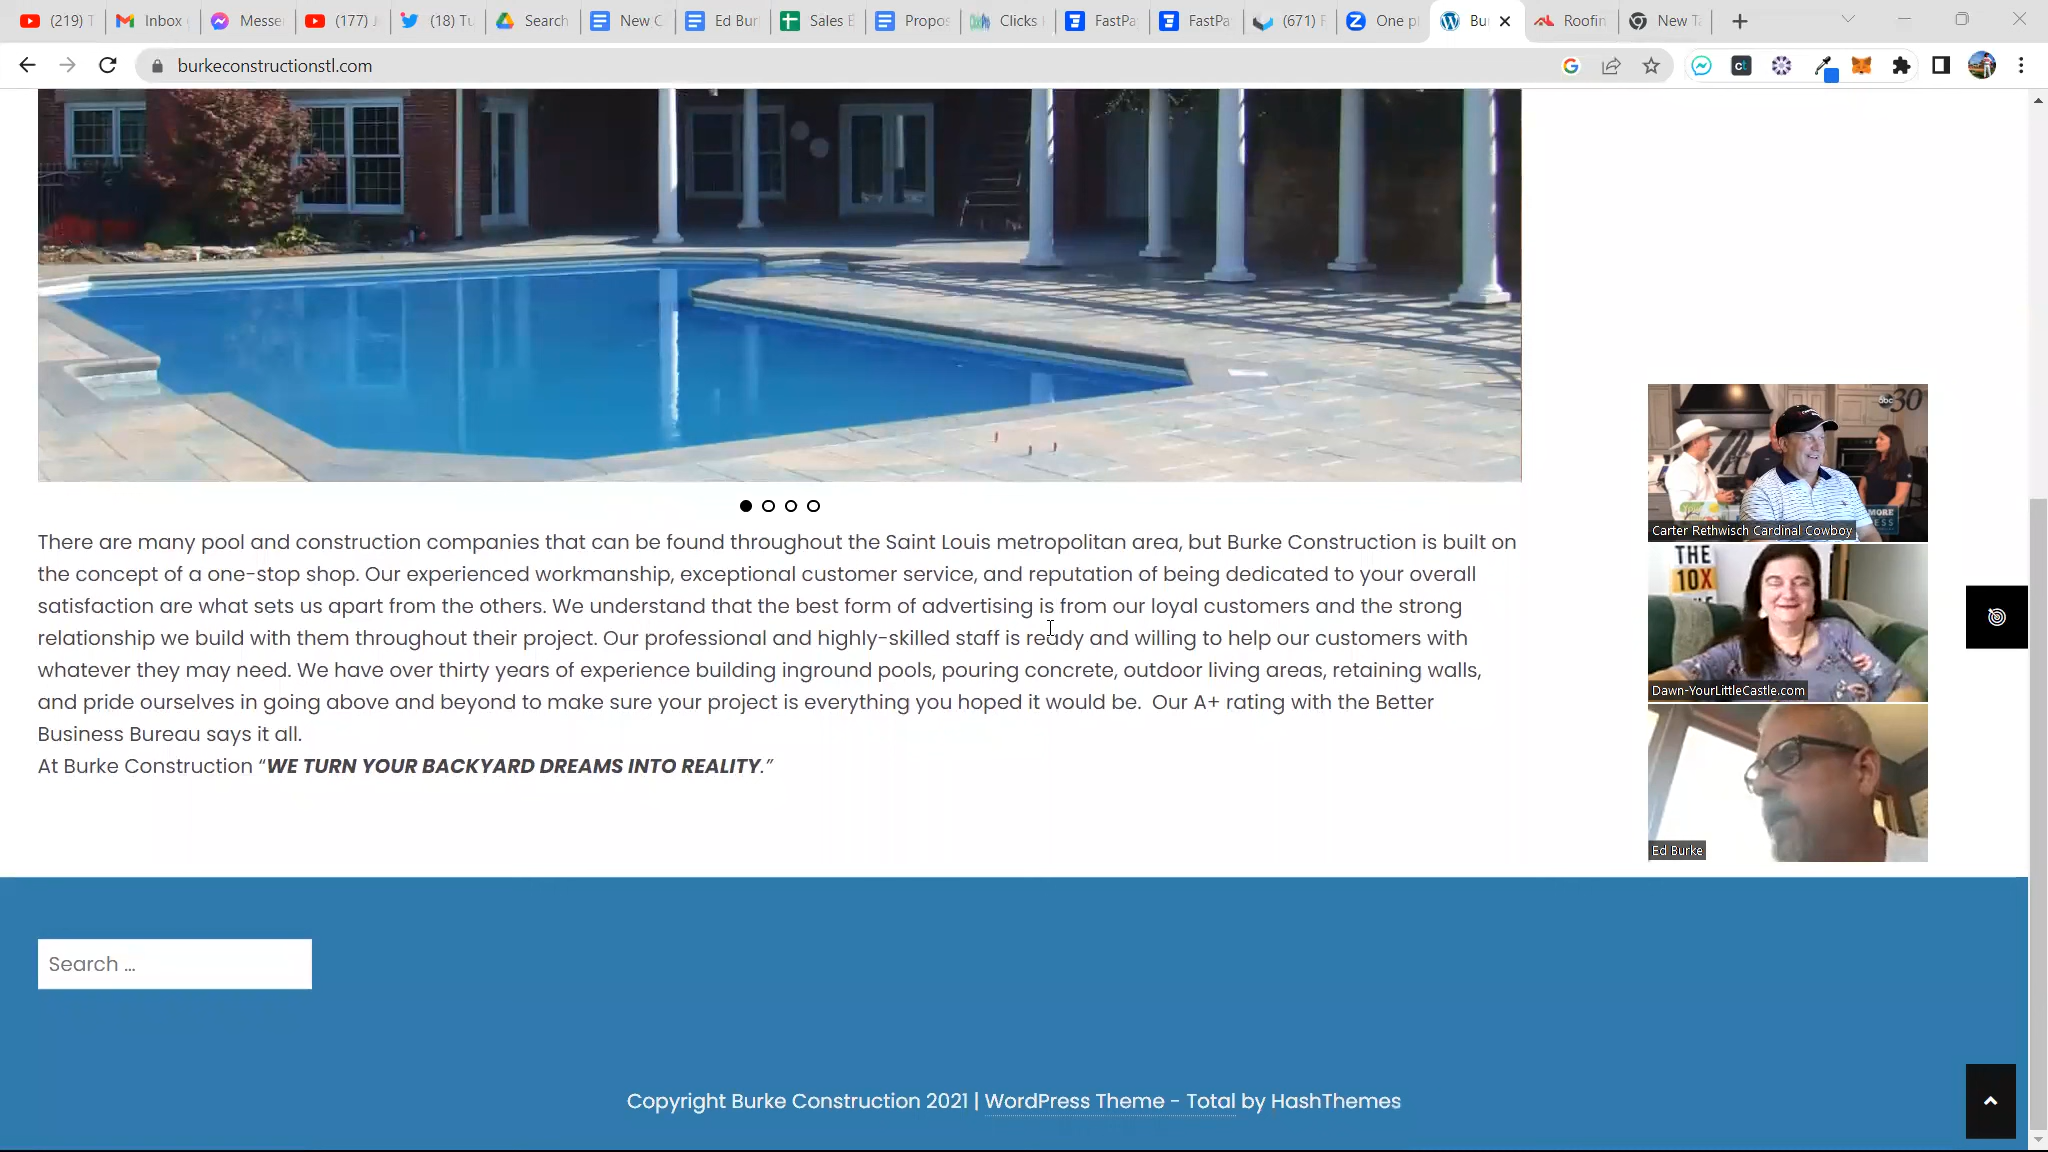 (219) T
Inbox
Messe
(177) J
(18) Tu
Search
New C
Ed Bur
Sales E
Propos
Clicks
FastPa
FastPa
(671) F
One p
Bu
Roofin
New Ta
burkeconstructionstl.com
There are many pool and construction companies that can be found throughout the Saint Louis metropolitan area, but Burke Construction is built on
the concept of a one-stop shop. Our experienced workmanship, exceptional customer service, and reputation of being dedicated to your overall
satisfaction are what sets us apart from the others. We understand that the best form of advertising is from our loyal customers and the strong
relationship we build with them throughout their project. Our professional and highly-skilled staff is ready and willing to help our customers with
whatever they may need. We have over thirty years of experience building inground pools, pouring concrete, outdoor living areas, retaining walls,
and pride ourselves in going above and beyond to make sure your project is everything you hoped it would be. Our A+ rating with the Better
Business Bureau says it all.
At Burke Construction “WE TURN YOUR BACKYARD DREAMS INTO REALITY.”
abc 30
MORE
Carter Rethwisch Cardinal Cowboy
THE
10X
Dawn-YourLittleCastle.com
Ed Burke
Search …
Copyright Burke Construction 2021 | WordPress Theme - Total by HashThemes